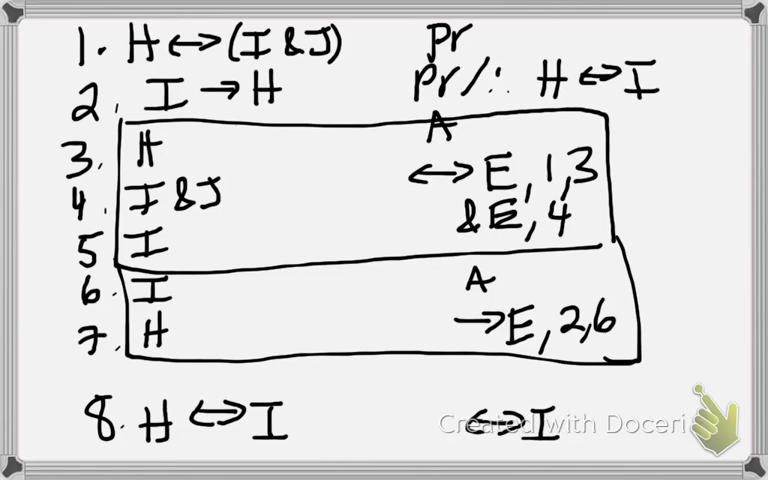 1. H ↔ (I & J) pr
2. I → H pr /∴ H ↔ I
3. H A
4. I & J ↔ E, 1,3
5. I & E, 4
6. I A
7. H → E, 2,6
8. H ↔ I ↔ I
Created with Doceri